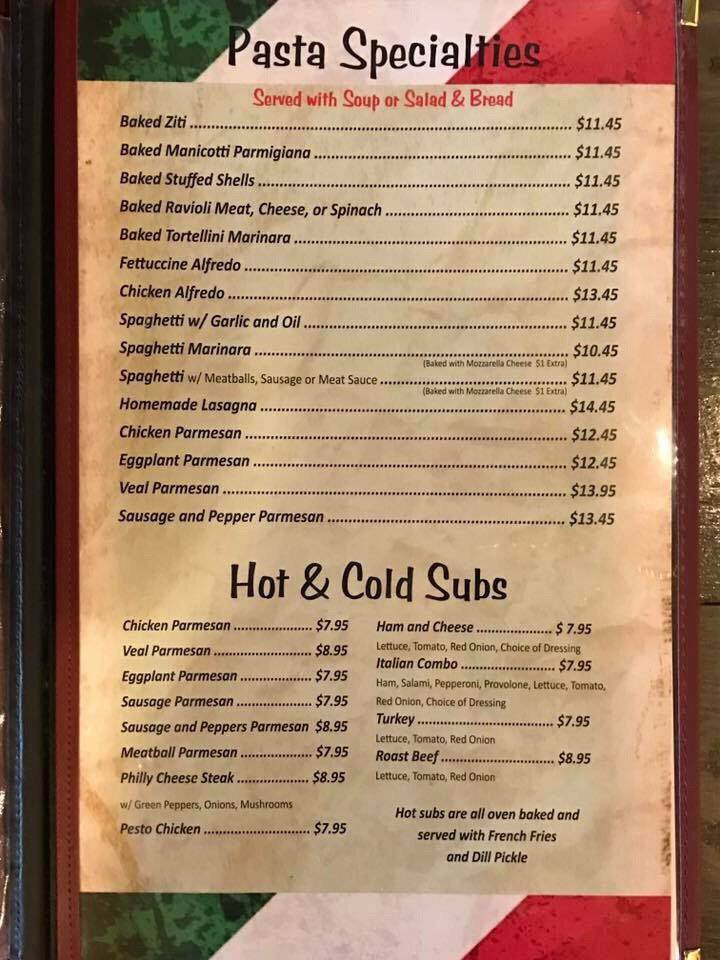 Pasta Specialties
Served with Soup or Salad & Bread
Baked Ziti ........ $11.45
Baked Manicotti Parmigiana ........ $11.45
Baked Stuffed Shells ........ $11.45
Baked Ravioli Meat, Cheese, or Spinach ........ $11.45
Baked Tortellini Marinara ........ $11.45
Fettuccine Alfredo ........ $11.45
Chicken Alfredo ........ $13.45
Spaghetti w/ Garlic and Oil ........ $11.45
Spaghetti Marinara ........ $10.45
(Baked with Mozzarella Cheese $1 Extra)
Spaghetti w/ Meatballs, Sausage or Meat Sauce ........ $11.45
(Baked with Mozzarella Cheese $1 Extra)
Homemade Lasagna ........ $14.45
Chicken Parmesan ........ $12.45
Eggplant Parmesan ........ $12.45
Veal Parmesan ........ $13.95
Sausage and Pepper Parmesan ........ $13.45
Hot & Cold Subs
Chicken Parmesan ........ $7.95
Veal Parmesan ........ $8.95
Eggplant Parmesan ........ $7.95
Sausage Parmesan ........ $7.95
Sausage and Peppers Parmesan $8.95
Meatball Parmesan ........ $7.95
Philly Cheese Steak ........ $8.95
w/ Green Peppers, Onions, Mushrooms
Pesto Chicken ........ $7.95
Ham and Cheese ........ $ 7.95
Lettuce, Tomato, Red Onion, Choice of Dressing
Italian Combo ........ $7.95
Ham, Salami, Pepperoni, Provolone, Lettuce, Tomato,
Red Onion, Choice of Dressing
Turkey ........ $7.95
Lettuce, Tomato, Red Onion
Roast Beef ........ $8.95
Lettuce, Tomato, Red Onion
Hot subs are all oven baked and
served with French Fries
and Dill Pickle